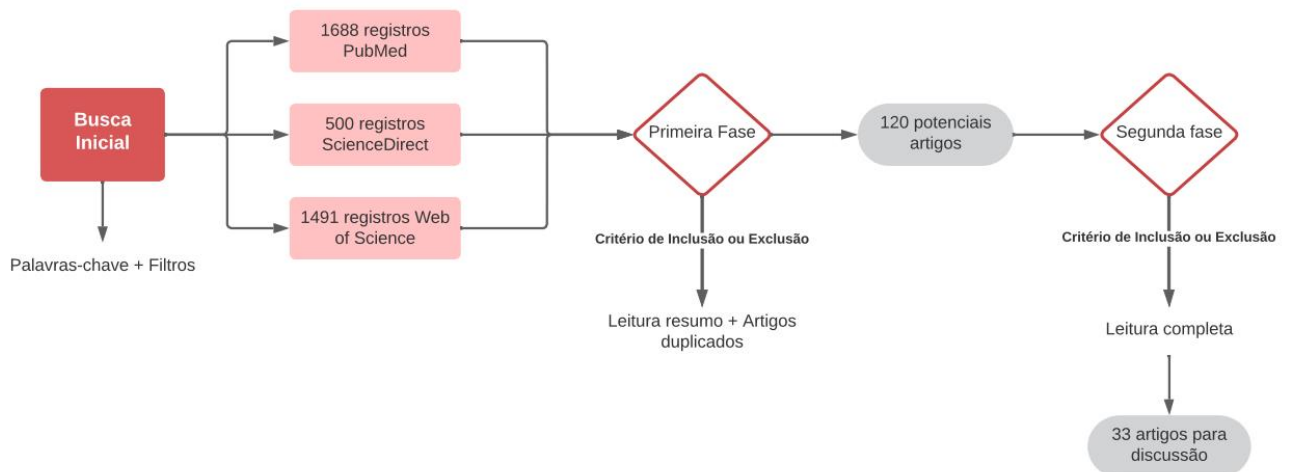 Busca
Inicial
Palavras-chave + Filtros
1688 registros
PubMed
500 registros
ScienceDirect
1491 registros Web
of Science
Primeira Fase
Critério de Inclusão ou Exclusão
Leitura resumo + Artigos
duplicados
120 potenciais
artigos
Segunda fase
Critério de Inclusão ou Exclusão
Leitura completa
33 artigos para
discussão